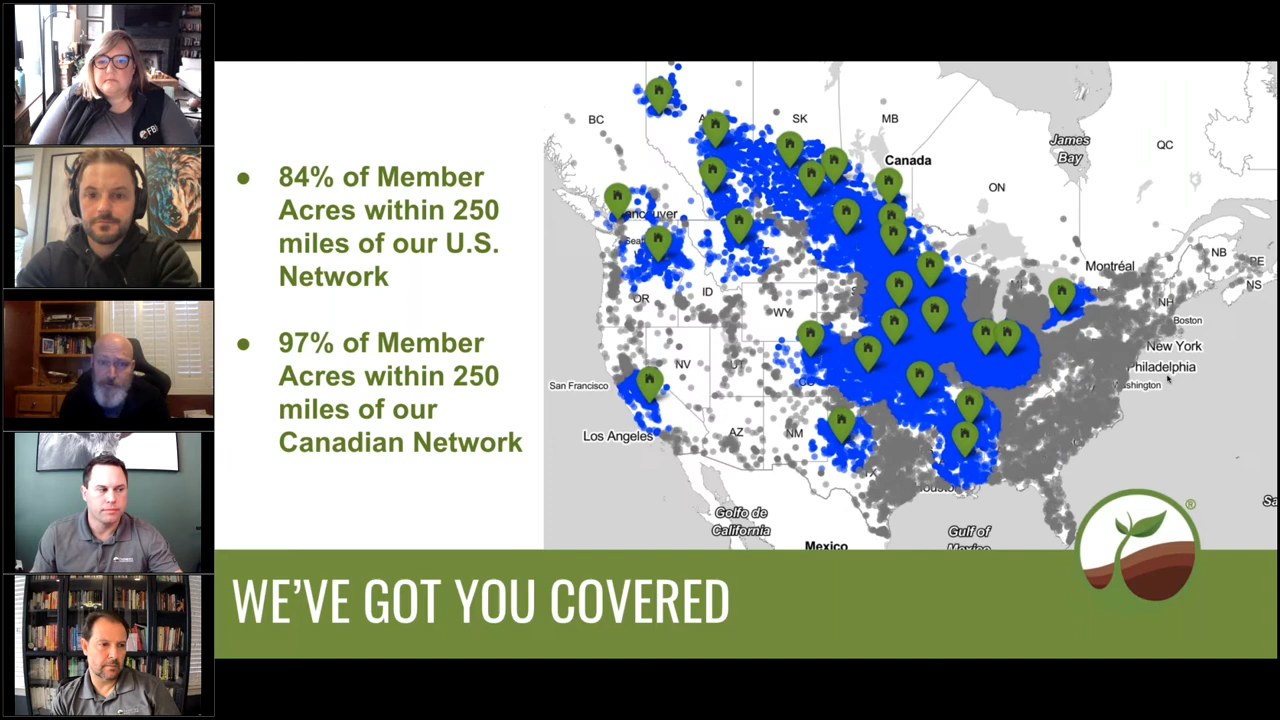 ● 84% of Member
Acres within 250
miles of our U.S.
Network
● 97% of Member
Acres within 250
miles of our
Canadian Network
BC
SK
MB
Canada
James
Bay
QC
ON
NB
PE
NS
Montréal
NH
Boston
New York
Philadelphia
OR
ID
WY
NV
CO
San Francisco
Los Angeles
AZ
NM
Golfo de
California
Gulf of
Mexico
Mexico
WE'VE GOT YOU COVERED
®